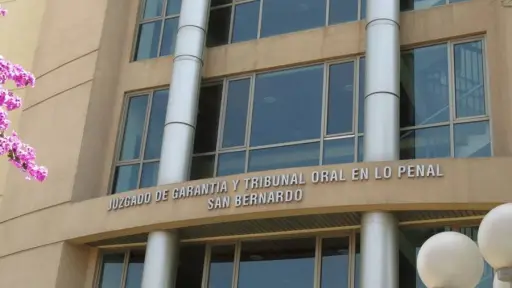 JUZGADO DE GARANTIA Y TRIBUNAL ORAL EN LO PENAL
SAN BERNARDO